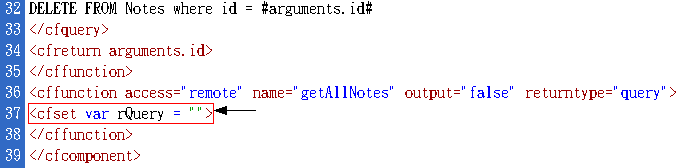 32 DELETE FROM Notes where id = #arguments.id#
33 </cfquery>
34 <cfreturn arguments.id>
35 </cffunction>
36 <cffunction access="remote" name="getAllNotes" output="false" returntype="query">
37 <cfset var rQuery = "">
38 </cffunction>
39 </cfcomponent>